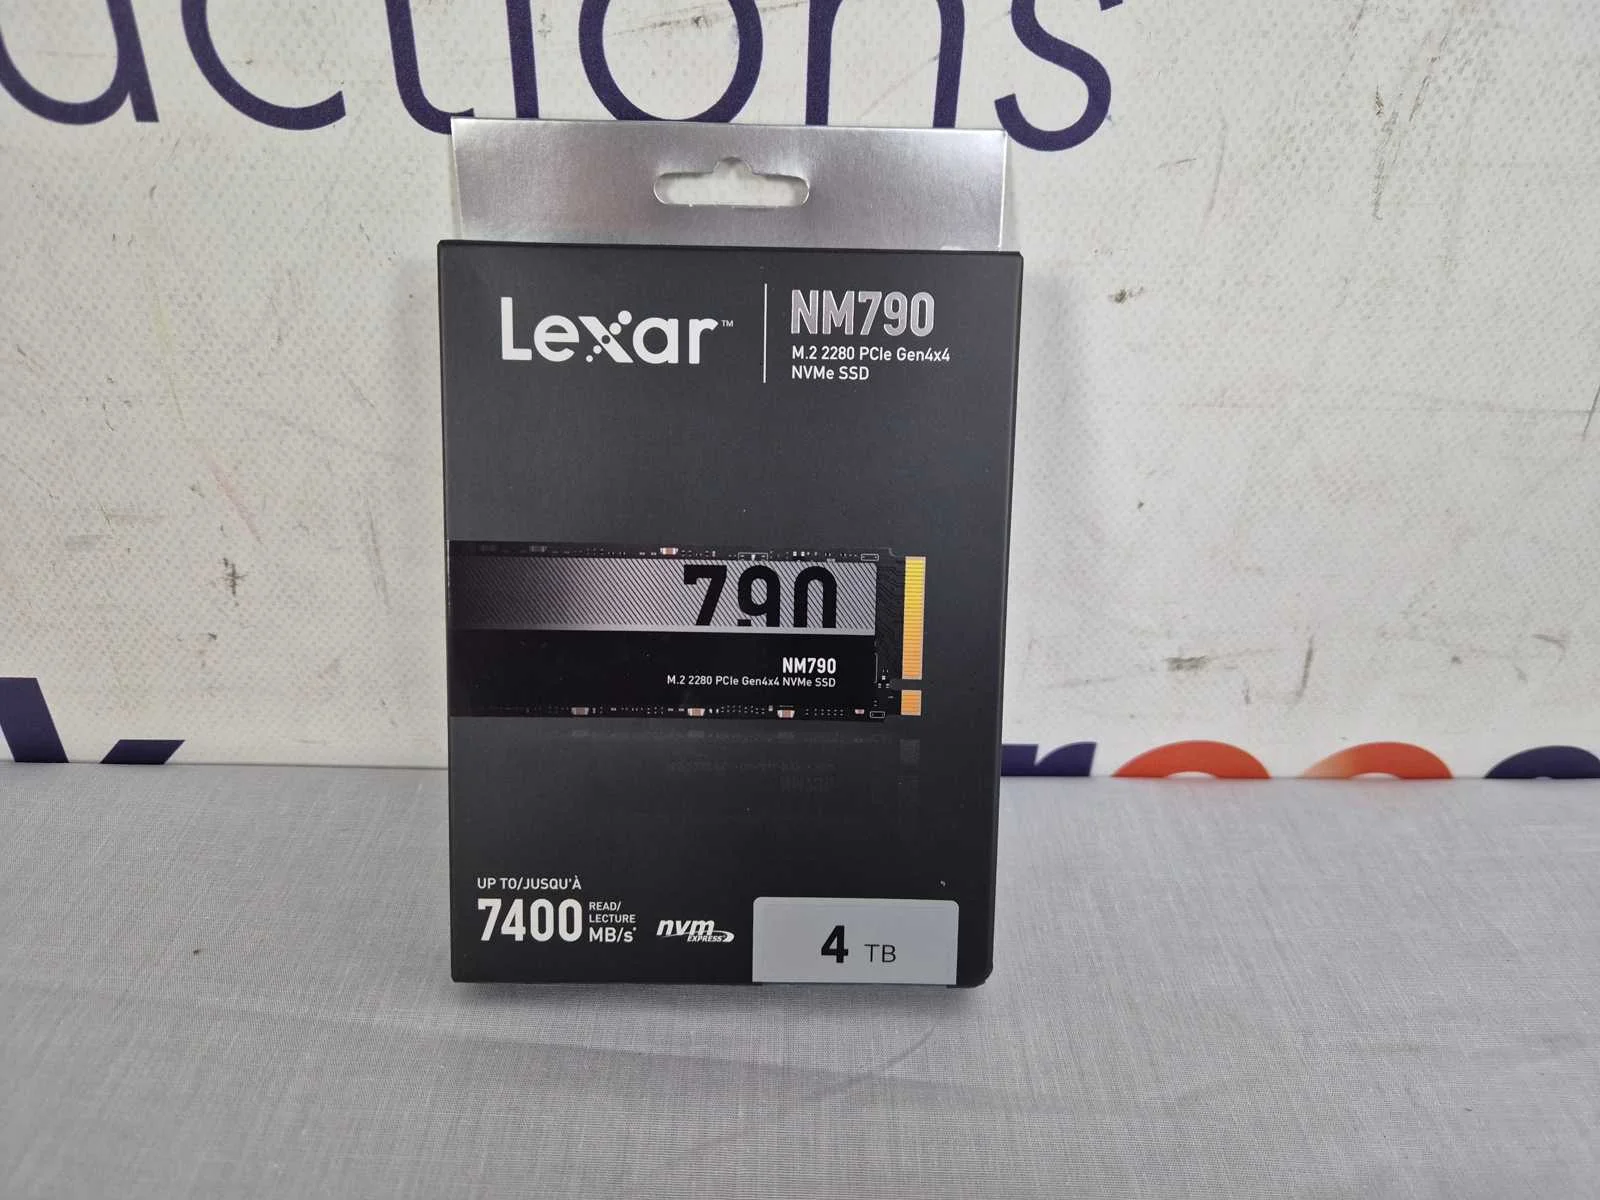 uctions
Lexar™
NM790
M.2 2280 PCIe Gen4x4
NVMe SSD
790
NM790
M.2 2280 PCIe Gen4x4 NVMe SSD
UP TO/JUSQU'À
7400
READ/
LECTURE
MB/s*
nvm
EXPRESS
4 TB